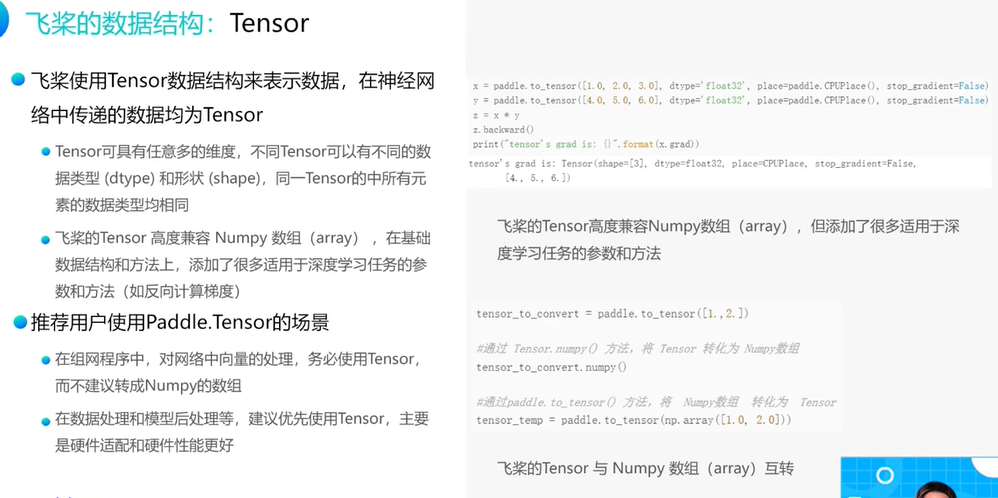 飞桨的数据结构：Tensor
飞桨使用Tensor数据结构来表示数据，在神经网
络中传递的数据均为Tensor
Tensor可具有任意多的维度，不同Tensor可以有不同的数
据类型 (dtype) 和形状 (shape)，同一Tensor的中所有元
素的数据类型均相同
飞桨的Tensor 高度兼容 Numpy 数组（array） ，在基础
数据结构和方法上，添加了很多适用于深度学习任务的参
数和方法（如反向计算梯度）
推荐用户使用Paddle.Tensor的场景
在组网程序中，对网络中向量的处理，务必使用Tensor，
而不建议转成Numpy的数组
在数据处理和模型后处理等，建议优先使用Tensor，主要
是硬件适配和硬件性能更好
x = paddle.to_tensor([1.0, 2.0, 3.0], dtype='float32', place=paddle.CPUPlace(), stop_gradient=False)
y = paddle.to_tensor([4.0, 5.0, 6.0], dtype='float32', place=paddle.CPUPlace(), stop_gradient=False)
z = x * y
z.backward()
print("tensor's grad is: {}".format(x.grad))
tensor's grad is: Tensor(shape=[3], dtype=float32, place=CPUPlace, stop_gradient=False,
[4., 5., 6.])
飞桨的Tensor高度兼容Numpy数组（array），但添加了很多适用于深
度学习任务的参数和方法
tensor_to_convert = paddle.to_tensor([1.,2.])
#通过 Tensor.numpy() 方法，将 Tensor 转化为 Numpy数组
tensor_to_convert.numpy()
#通过paddle.to_tensor() 方法，将 Numpy数组 转化为 Tensor
tensor_temp = paddle.to_tensor(np.array([1.0, 2.0]))
飞桨的Tensor 与 Numpy 数组（array）互转